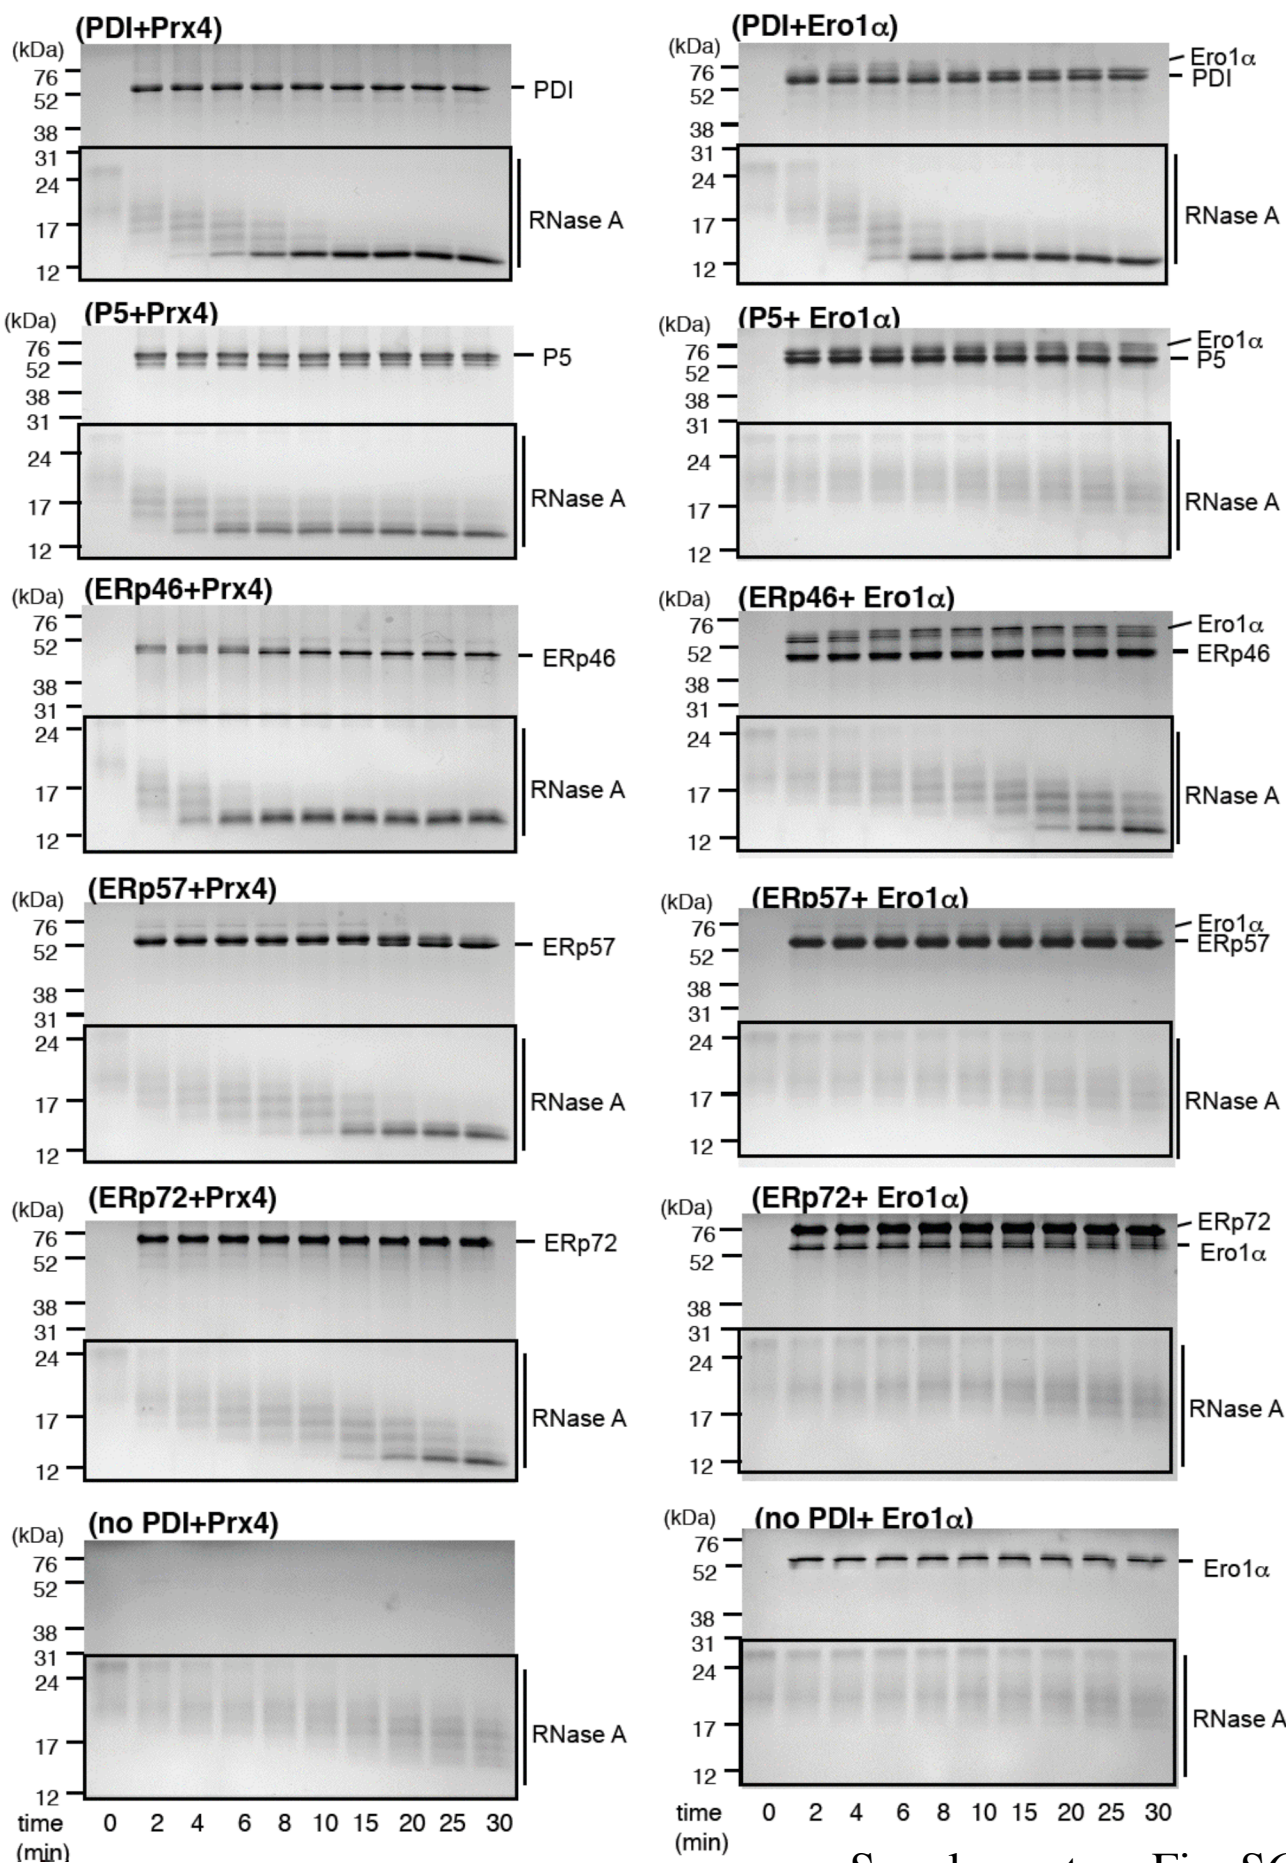 (PDI+Prx4)
(kDa)
76
52
38
31
24
17
12
PDI
RNase A
(PDI+Ero1α)
(kDa)
76
52
38
31
24
17
12
Ero1α
PDI
RNase A
(P5+Prx4)
(kDa)
76
52
38
31
24
17
12
P5
RNase A
(P5+ Ero1α)
(kDa)
76
52
38
31
24
17
12
Ero1α
P5
RNase A
(ERp46+Prx4)
(kDa)
76
52
38
31
24
17
12
ERp46
RNase A
(ERp46+ Ero1α)
(kDa)
76
52
38
31
24
17
12
Ero1α
ERp46
RNase A
(ERp57+Prx4)
(kDa)
76
52
38
31
24
17
12
ERp57
RNase A
(ERp57+ Ero1α)
(kDa)
76
52
38
31
24
17
12
Ero1α
ERp57
RNase A
(ERp72+Prx4)
(kDa)
76
52
38
31
24
17
12
ERp72
RNase A
(ERp72+ Ero1α)
(kDa)
76
52
38
31
24
17
12
ERp72
Ero1α
RNase A
(no PDI+Prx4)
(kDa)
76
52
38
31
24
17
12
RNase A
time 0 2 4 6 8 10 15 20 25 30
(min)
(no PDI+ Ero1α)
(kDa)
76
52
38
31
24
17
12
Ero1α
RNase A
time 0 2 4 6 8 10 15 20 25 30
(min)